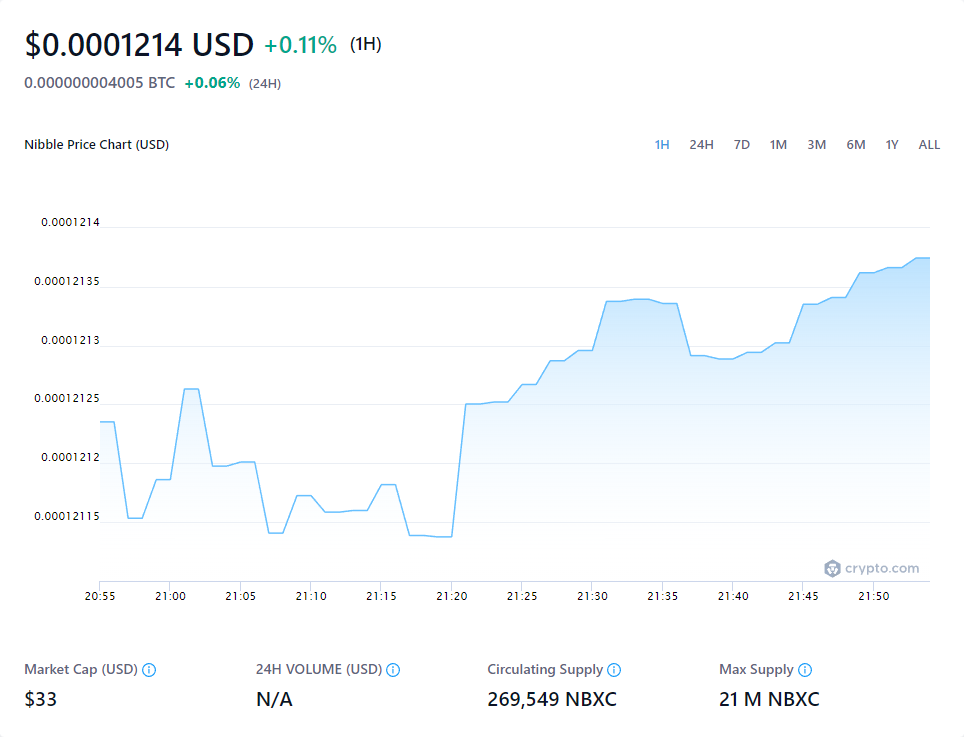 $0.0001214 USD +0.11% (1H)
0.000000004005 BTC +0.06% (24H)
Nibble Price Chart (USD) 1H 24H 7D 1M 3M 6M 1Y ALL
0.0001214
0.00012135
0.0001213
0.00012125
0.0001212
0.00012115
crypto.com
20:55 21:00 21:05 21:10 21:15 21:20 21:25 21:30 21:35 21:40 21:45 21:50
Market Cap (USD) 24H VOLUME (USD) Circulating Supply Max Supply
$33 N/A 269,549 NBXC 21 M NBXC